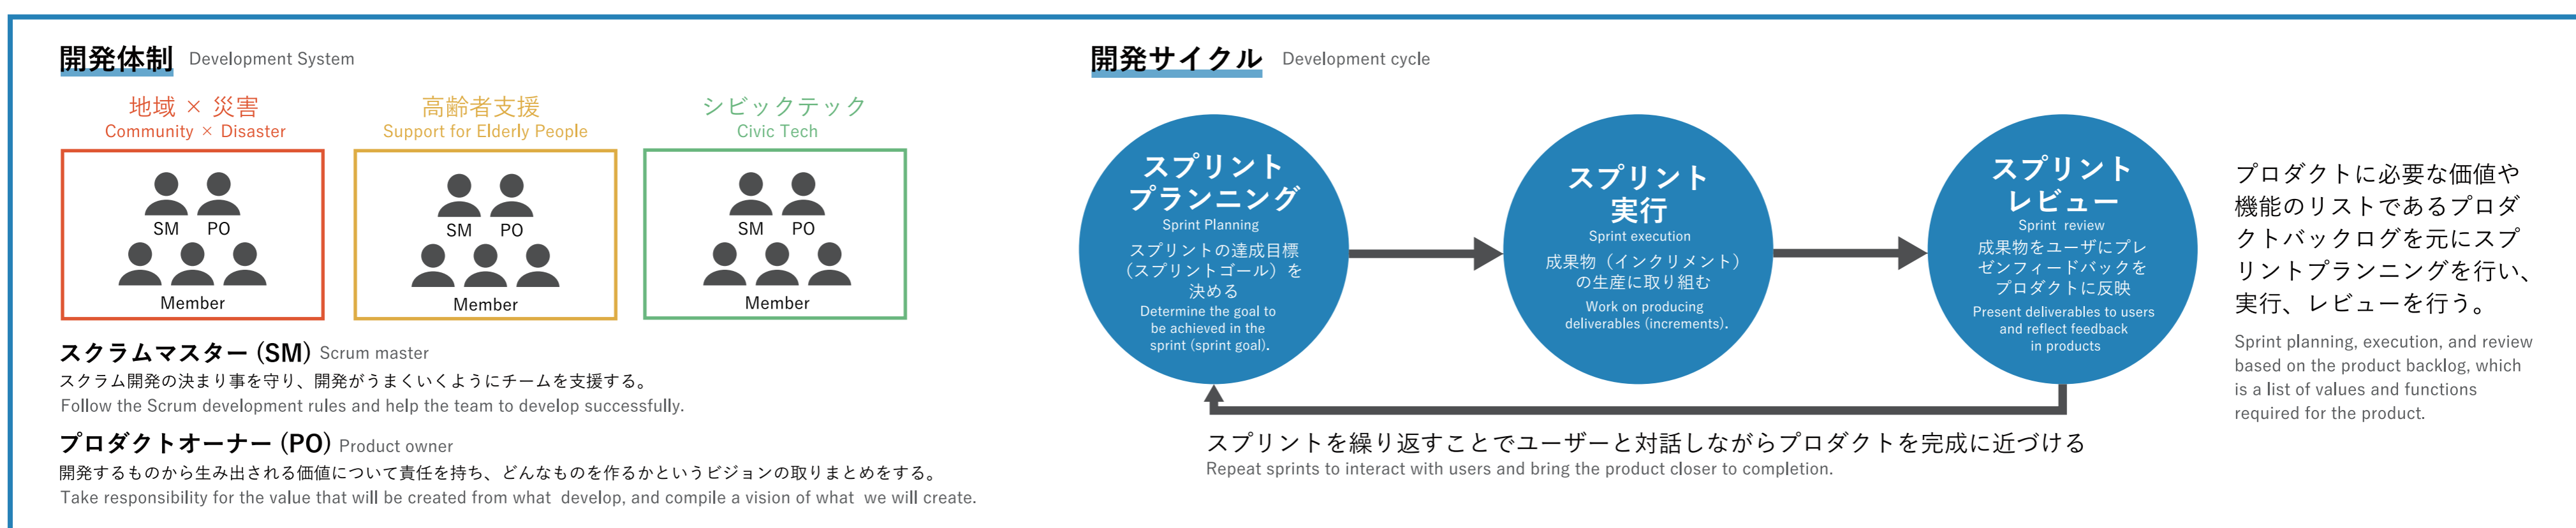 開発体制 Development System
地域 × 災害
Community × Disaster
SM PO
Member
高齢者支援
Support for Elderly People
SM PO
Member
シビックテック
Civic Tech
SM PO
Member
スクラムマスター (SM) Scrum master
スクラム開発の決まり事を守り、開発がうまくいくようにチームを支援する。
Follow the Scrum development rules and help the team to develop successfully.
プロダクトオーナー (PO) Product owner
開発するものから生み出される価値について責任を持ち、どんなものを作るかというビジョンの取りまとめをする。
Take responsibility for the value that will be created from what develop, and compile a vision of what we will create.
開発サイクル Development cycle
スプリント
プランニング
Sprint Planning
スプリントの達成目標
（スプリントゴール）を
決める
Determine the goal to
be achieved in the
sprint (sprint goal).
スプリント
実行
Sprint execution
成果物（インクリメント）
の生産に取り組む
Work on producing
deliverables (increments).
スプリント
レビュー
Sprint review
成果物をユーザにプレ
ゼンフィードバックを
プロダクトに反映
Present deliverables to users
and reflect feedback
in products
スプリントを繰り返すことでユーザーと対話しながらプロダクトを完成に近づける
Repeat sprints to interact with users and bring the product closer to completion.
プロダクトに必要な価値や
機能のリストであるプロダ
クトバックログを元にスプ
リントプランニングを行い、
実行、レビューを行う。
Sprint planning, execution, and review
based on the product backlog, which
is a list of values and functions
required for the product.